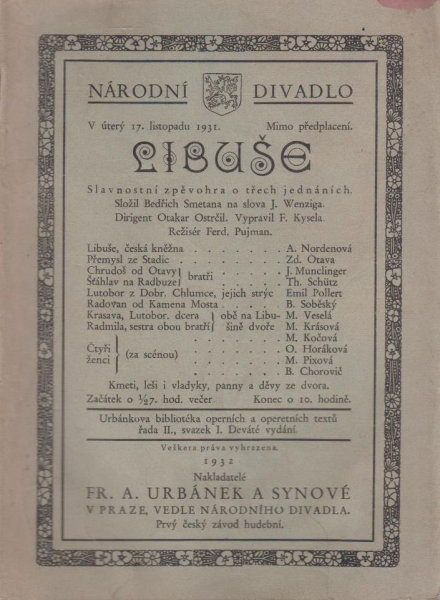 NÁRODNÍ DIVADLO
V úterý 17. listopadu 1931. Mimo předplacení.
LIBUŠE
Slavnostní zpěvohra o třech jednáních.
Složil Bedřich Smetana na slova J. Wenziga.
Dirigent Otakar Ostrčil. Vypravil F. Kysela
Režisér Ferd. Pujman.
Libuše, česká kněžna . . . . . . . . A. Nordenová
Přemysl ze Stadic . . . . . . . . . Zd. Otava
Chrudoš od Otavy } bratři . . . . . . J. Munclinger
Šťáhlav na Radbuze } . . . . . . Th. Schütz
Lutobor z Dobr. Chlumce, jejich strýc Emil Pollert
Radovan od Kamena Mosta . . . . . B. Soběský
Krasava, Lutobor. dcera } obě na Libu- M. Veselá
Radmila, sestra obou bratří } šině dvoře M. Krásová
Čtyři ženci } (za scénou) . . . . . . M. Kočová
. . . . . . O. Horáková
. . . . . . M. Pixová
. . . . . . B. Chorovič
Kmeti, leši i vladyky, panny a děvy ze dvora.
Začátek o ½7. hod. večer. Konec o 10. hodině.
Urbánkova bibliotéka operních a operetních textů
řada II., svazek I. Deváté vydání.
Veškera práva vyhrazena.
1932
Nakladatelé
FR. A. URBÁNEK A SYNOVÉ
V PRAZE, VEDLE NÁRODNÍHO DIVADLA.
Prvý český závod hudební.